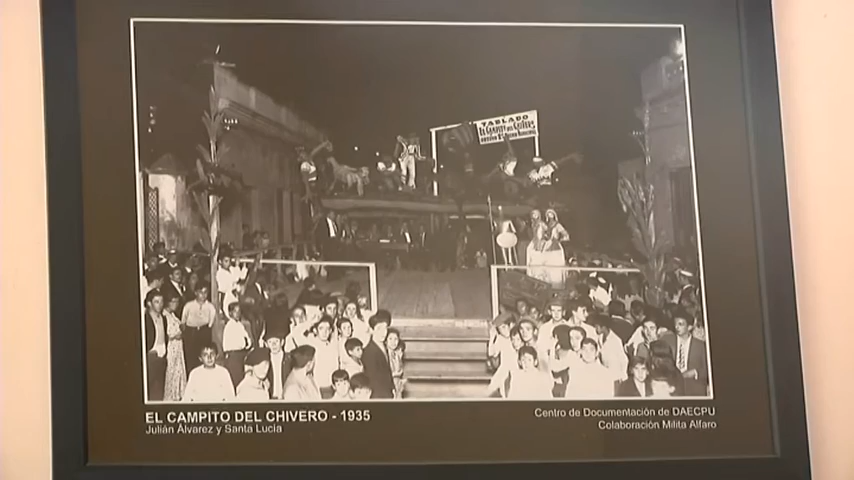 TABLADO
EL CAMPITO DEL CHIVERO
EL CAMPITO DEL CHIVERO - 1935
Julián Álvarez y Santa Lucía
Centro de Documentación de DAECPU
Colaboración Milita Alfaro